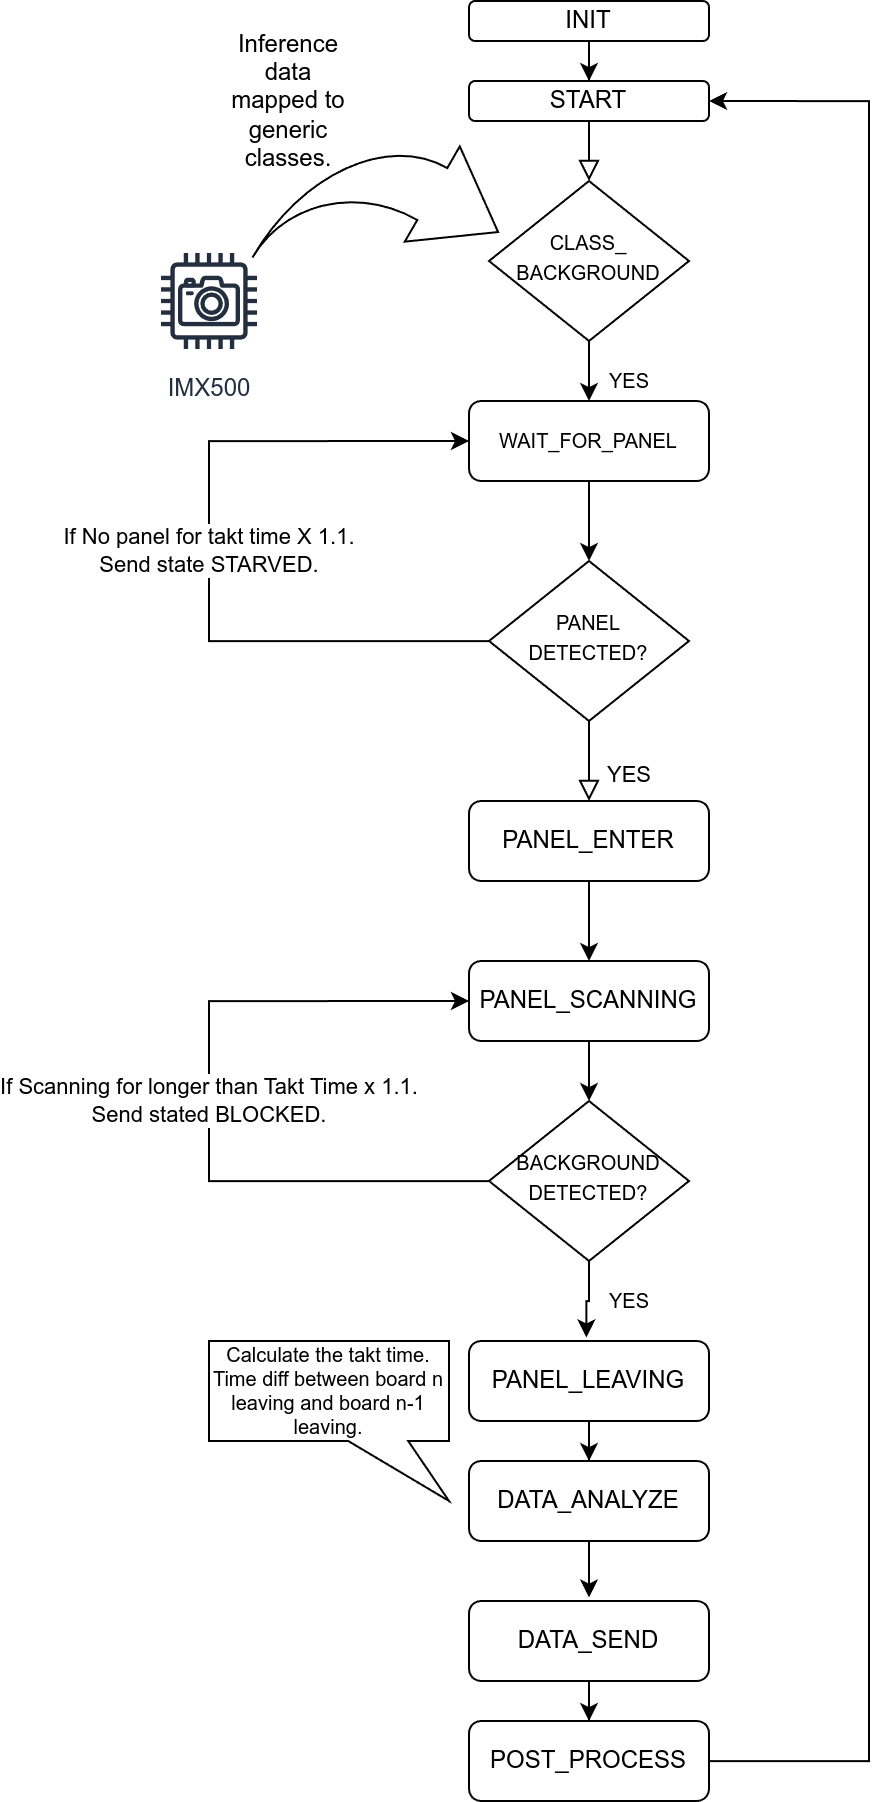 INIT
START
Inference
data
mapped to
generic
classes.
CLASS_
BACKGROUND
IMX500
YES
WAIT_FOR_PANEL
If No panel for takt time X 1.1.
Send state STARVED.
PANEL
DETECTED?
YES
PANEL_ENTER
PANEL_SCANNING
If Scanning for longer than Takt Time x 1.1.
Send stated BLOCKED.
BACKGROUND
DETECTED?
YES
PANEL_LEAVING
Calculate the takt time.
Time diff between board n
leaving and board n-1
leaving.
DATA_ANALYZE
DATA_SEND
POST_PROCESS